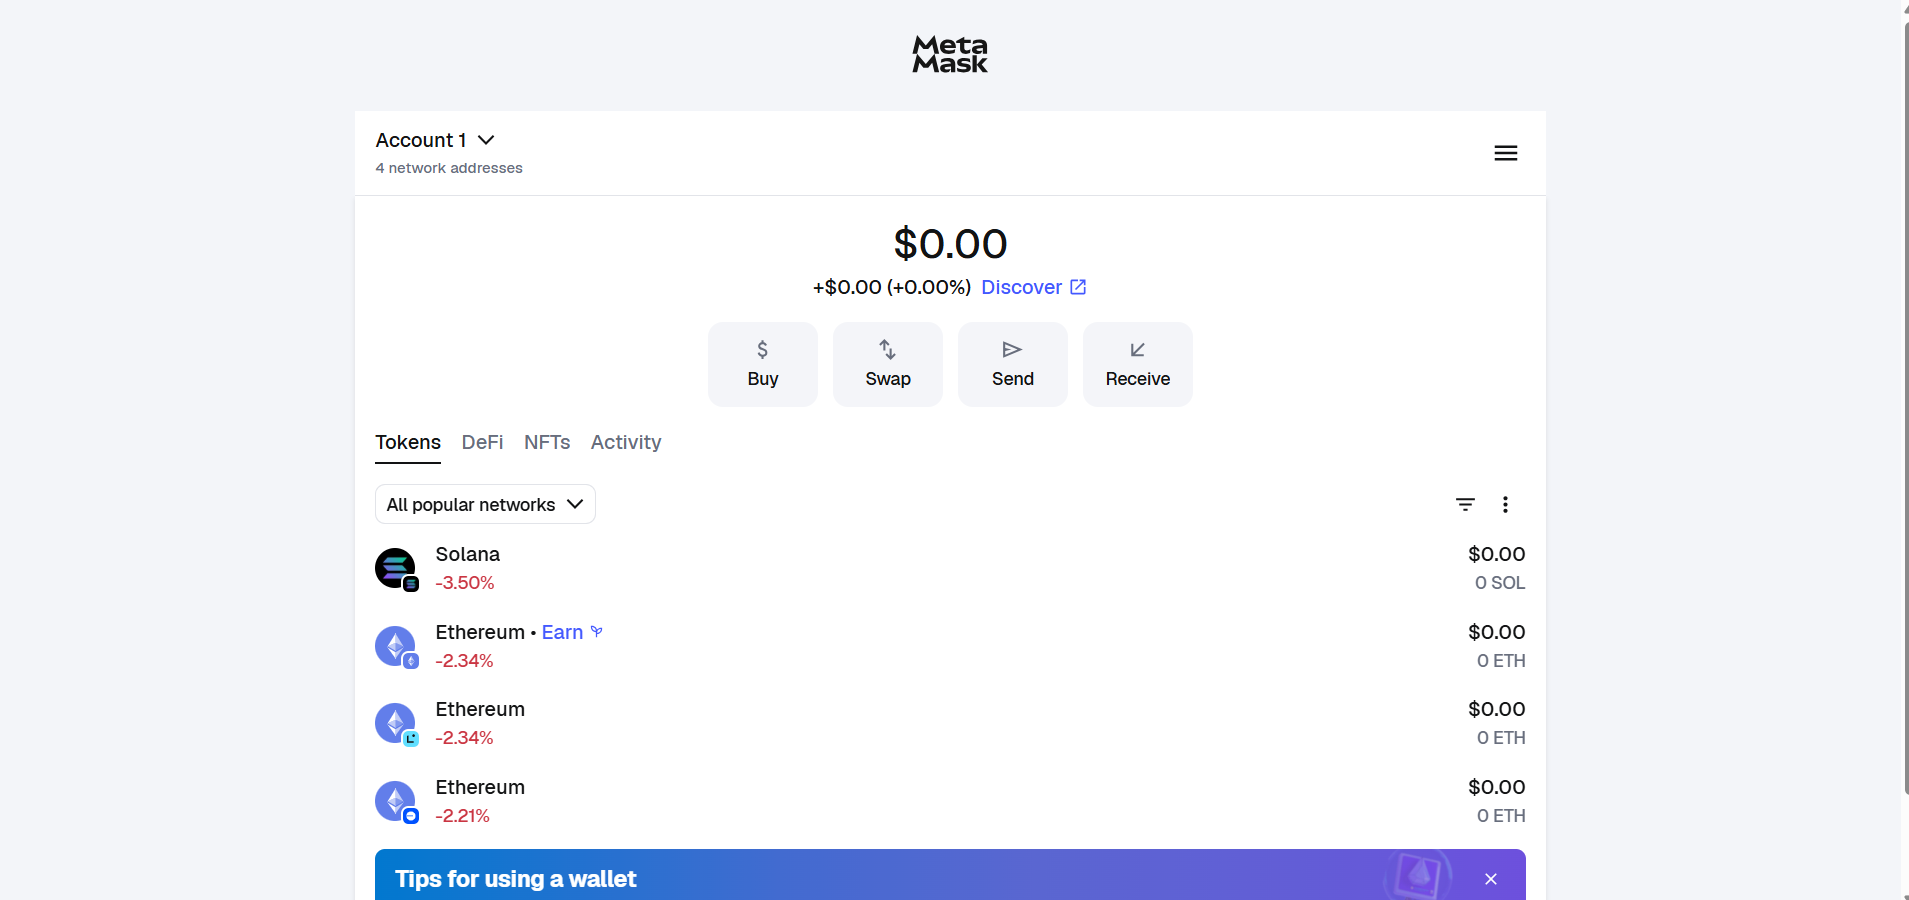 Meta
Mask
Account 1
4 network addresses
$0.00
+$0.00 (+0.00%) Discover
Buy
Swap
Send
Receive
Tokens
DeFi
NFTs
Activity
All popular networks
Solana
$0.00
-3.50%
0 SOL
Ethereum • Earn
$0.00
-2.34%
0 ETH
Ethereum
$0.00
-2.34%
0 ETH
Ethereum
$0.00
-2.21%
0 ETH
Tips for using a wallet